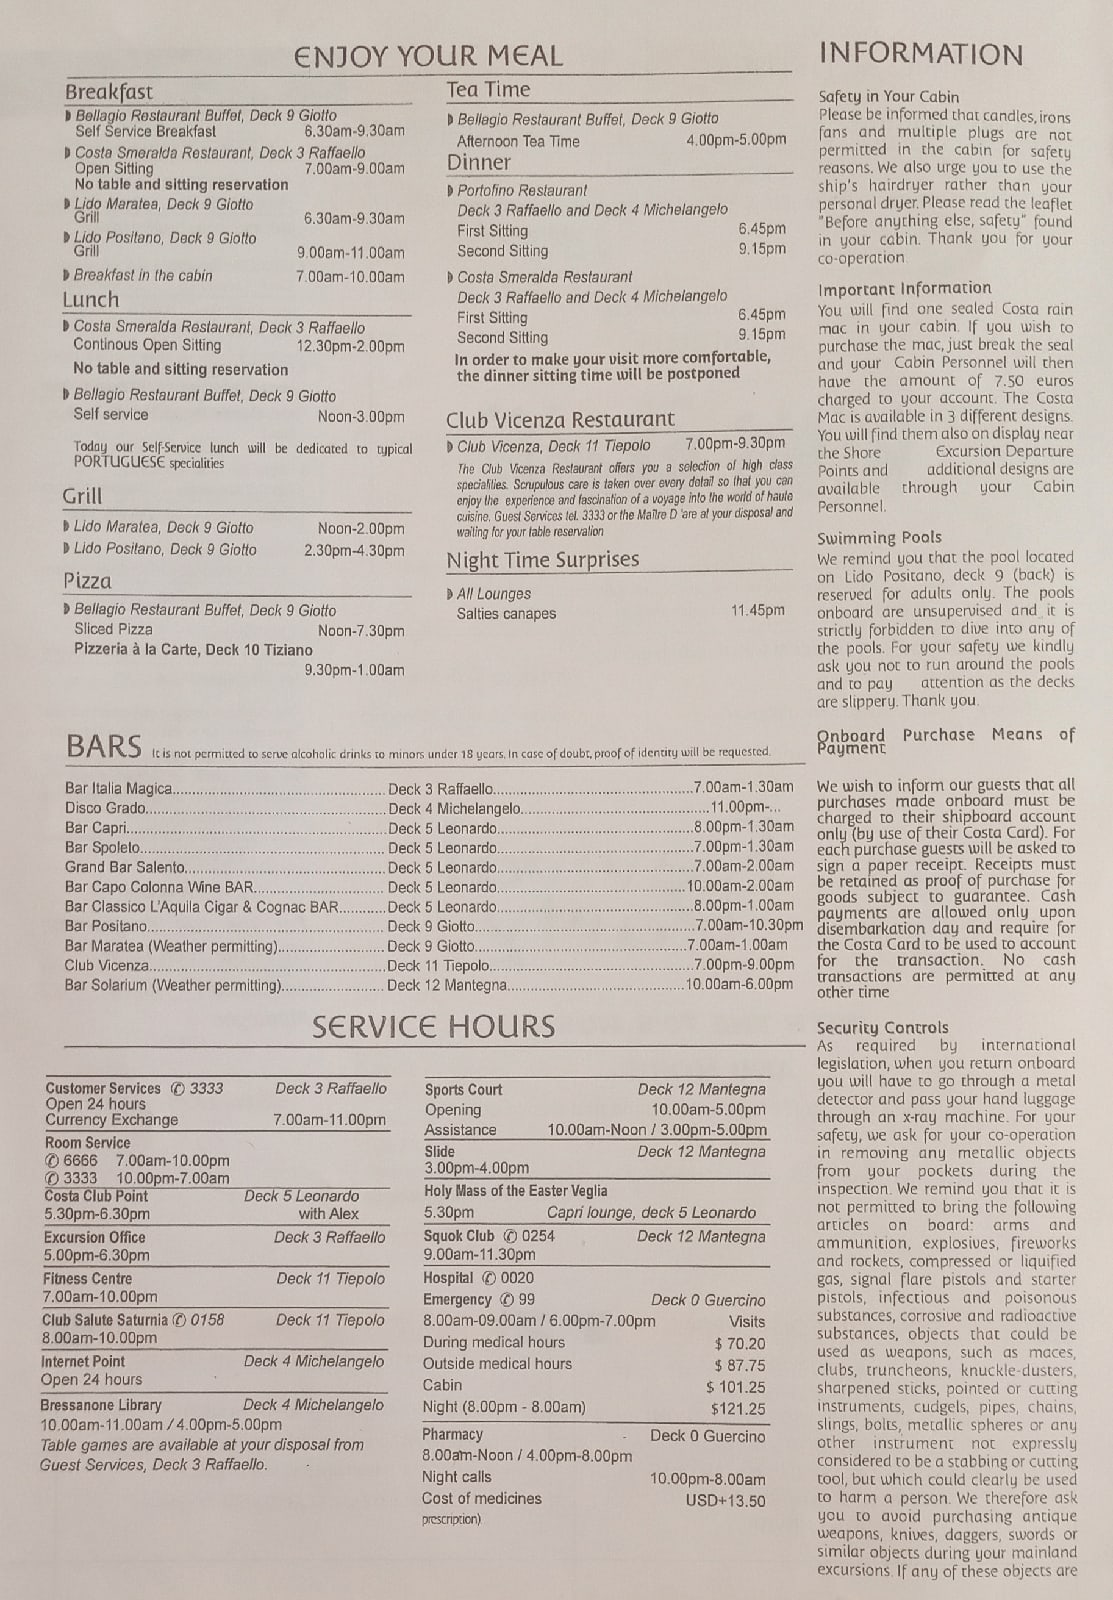 ENJOY YOUR MEAL
Breakfast
Bellagio Restaurant Buffet, Deck 9 Giotto
Self Service Breakfast 6.30am-9.30am
Costa Smeralda Restaurant, Deck 3 Raffaello
Open Sitting 7.00am-9.00am
No table and sitting reservation
Lido Maratea, Deck 9 Giotto
Grill 6.30am-9.30am
Lido Positano, Deck 9 Giotto
Grill 9.00am-11.00am
Breakfast in the cabin 7.00am-10.00am
Lunch
Costa Smeralda Restaurant, Deck 3 Raffaello
Continous Open Sitting 12.30pm-2.00pm
No table and sitting reservation
Bellagio Restaurant Buffet, Deck 9 Giotto
Self service Noon-3.00pm
Today our Self-Service lunch will be dedicated to typical
PORTUGUESE specialities
Grill
Lido Maratea, Deck 9 Giotto Noon-2.00pm
Lido Positano, Deck 9 Giotto 2.30pm-4.30pm
Pizza
Bellagio Restaurant Buffet, Deck 9 Giotto
Sliced Pizza Noon-7.30pm
Pizzeria à la Carte, Deck 10 Tiziano
9.30pm-1.00am
Tea Time
Bellagio Restaurant Buffet, Deck 9 Giotto
Afternoon Tea Time 4.00pm-5.00pm
Dinner
Portofino Restaurant
Deck 3 Raffaello and Deck 4 Michelangelo
First Sitting 6.45pm
Second Sitting 9.15pm
Costa Smeralda Restaurant
Deck 3 Raffaello and Deck 4 Michelangelo
First Sitting 6.45pm
Second Sitting 9.15pm
In order to make your visit more comfortable,
the dinner sitting time will be postponed
Club Vicenza Restaurant
Club Vicenza, Deck 11 Tiepolo 7.00pm-9.30pm
The Club Vicenza Restaurant offers you a selection of high class
specialities. Scrupulous care is taken over every detail so that you can
enjoy the experience and fascination of a voyage into the world of haute
cuisine. Guest Services tel. 3333 or the Maître D 'are at your disposal and
waiting for your table reservation
Night Time Surprises
All Lounges
Salties canapes 11.45pm
BARS It is not permitted to serve alcoholic drinks to minors under 18 years. In case of doubt, proof of identity will be requested.
Bar Italia Magica Deck 3 Raffaello 7.00am-1.30am
Disco Grado Deck 4 Michelangelo 11.00pm-...
Bar Capri Deck 5 Leonardo 8.00pm-1.30am
Bar Spoleto Deck 5 Leonardo 7.00pm-1.30am
Grand Bar Salento Deck 5 Leonardo 7.00am-2.00am
Bar Capo Colonna Wine BAR Deck 5 Leonardo 10.00am-2.00am
Bar Classico L'Aquila Cigar & Cognac BAR Deck 5 Leonardo 8.00pm-1.00am
Bar Positano Deck 9 Giotto 7.00am-10.30pm
Bar Maratea (Weather permitting) Deck 9 Giotto 7.00am-1.00am
Club Vicenza Deck 11 Tiepolo 7.00pm-9.00pm
Bar Solarium (Weather permitting) Deck 12 Mantegna 10.00am-6.00pm
SERVICE HOURS
Customer Services ✆ 3333 Deck 3 Raffaello
Open 24 hours
Currency Exchange 7.00am-11.00pm
Room Service
✆ 6666 7.00am-10.00pm
✆ 3333 10.00pm-7.00am
Costa Club Point Deck 5 Leonardo
5.30pm-6.30pm with Alex
Excursion Office Deck 3 Raffaello
5.00pm-6.30pm
Fitness Centre Deck 11 Tiepolo
7.00am-10.00pm
Club Salute Saturnia ✆ 0158 Deck 11 Tiepolo
8.00am-10.00pm
Internet Point Deck 4 Michelangelo
Open 24 hours
Bressanone Library Deck 4 Michelangelo
10.00am-11.00am / 4.00pm-5.00pm
Table games are available at your disposal from
Guest Services, Deck 3 Raffaello.
Sports Court Deck 12 Mantegna
Opening 10.00am-5.00pm
Assistance 10.00am-Noon / 3.00pm-5.00pm
Slide Deck 12 Mantegna
3.00pm-4.00pm
Holy Mass of the Easter Veglia
5.30pm Capri lounge, deck 5 Leonardo
Squok Club ✆ 0254 Deck 12 Mantegna
9.00am-11.30pm
Hospital ✆ 0020
Emergency ✆ 99 Deck 0 Guercino
8.00am-09.00am / 6.00pm-7.00pm Visits
During medical hours $ 70.20
Outside medical hours $ 87.75
Cabin $ 101.25
Night (8.00pm - 8.00am) $121.25
Pharmacy Deck 0 Guercino
8.00am-Noon / 4.00pm-8.00pm
Night calls 10.00pm-8.00am
Cost of medicines USD+13.50
prescription)
INFORMATION
Safety in Your Cabin
Please be informed that candles, irons
fans and multiple plugs are not
permitted in the cabin for safety
reasons. We also urge you to use the
ship's hairdryer rather than your
personal dryer. Please read the leaflet
"Before anything else, safety" found
in your cabin. Thank you for your
co-operation.
Important Information
You will find one sealed Costa rain
mac in your cabin. If you wish to
purchase the mac, just break the seal
and your Cabin Personnel will then
have the amount of 7.50 euros
charged to your account. The Costa
Mac is available in 3 different designs.
You will find them also on display near
the Shore Excursion Departure
Points and additional designs are
available through your Cabin
Personnel.
Swimming Pools
We remind you that the pool located
on Lido Positano, deck 9 (back) is
reserved for adults only. The pools
onboard are unsupervised and it is
strictly forbidden to dive into any of
the pools. For your safety we kindly
ask you not to run around the pools
and to pay attention as the decks
are slippery. Thank you.
Onboard Purchase Means of
Payment
We wish to inform our guests that all
purchases made onboard must be
charged to their shipboard account
only (by use of their Costa Card). For
each purchase guests will be asked to
sign a paper receipt. Receipts must
be retained as proof of purchase for
goods subject to guarantee. Cash
payments are allowed only upon
disembarkation day and require for
the Costa Card to be used to account
for the transaction. No cash
transactions are permitted at any
other time
Security Controls
As required by international
legislation, when you return onboard
you will have to go through a metal
detector and pass your hand luggage
through an x-ray machine. For your
safety, we ask for your co-operation
in removing any metallic objects
from your pockets during the
inspection. We remind you that it is
not permitted to bring the following
articles on board: arms and
ammunition, explosives, fireworks
and rockets, compressed or liquified
gas, signal flare pistols and starter
pistols, infectious and poisonous
substances, corrosive and radioactive
substances, objects that could be
used as weapons, such as maces,
clubs, truncheons, knuckle-dusters,
sharpened sticks, pointed or cutting
instruments, cudgels, pipes, chains,
slings, bolts, metallic spheres or any
other instrument not expressly
considered to be a stabbing or cutting
tool, but which could clearly be used
to harm a person. We therefore ask
you to avoid purchasing antique
weapons, knives, daggers, swords or
similar objects during your mainland
excursions. If any of these objects are